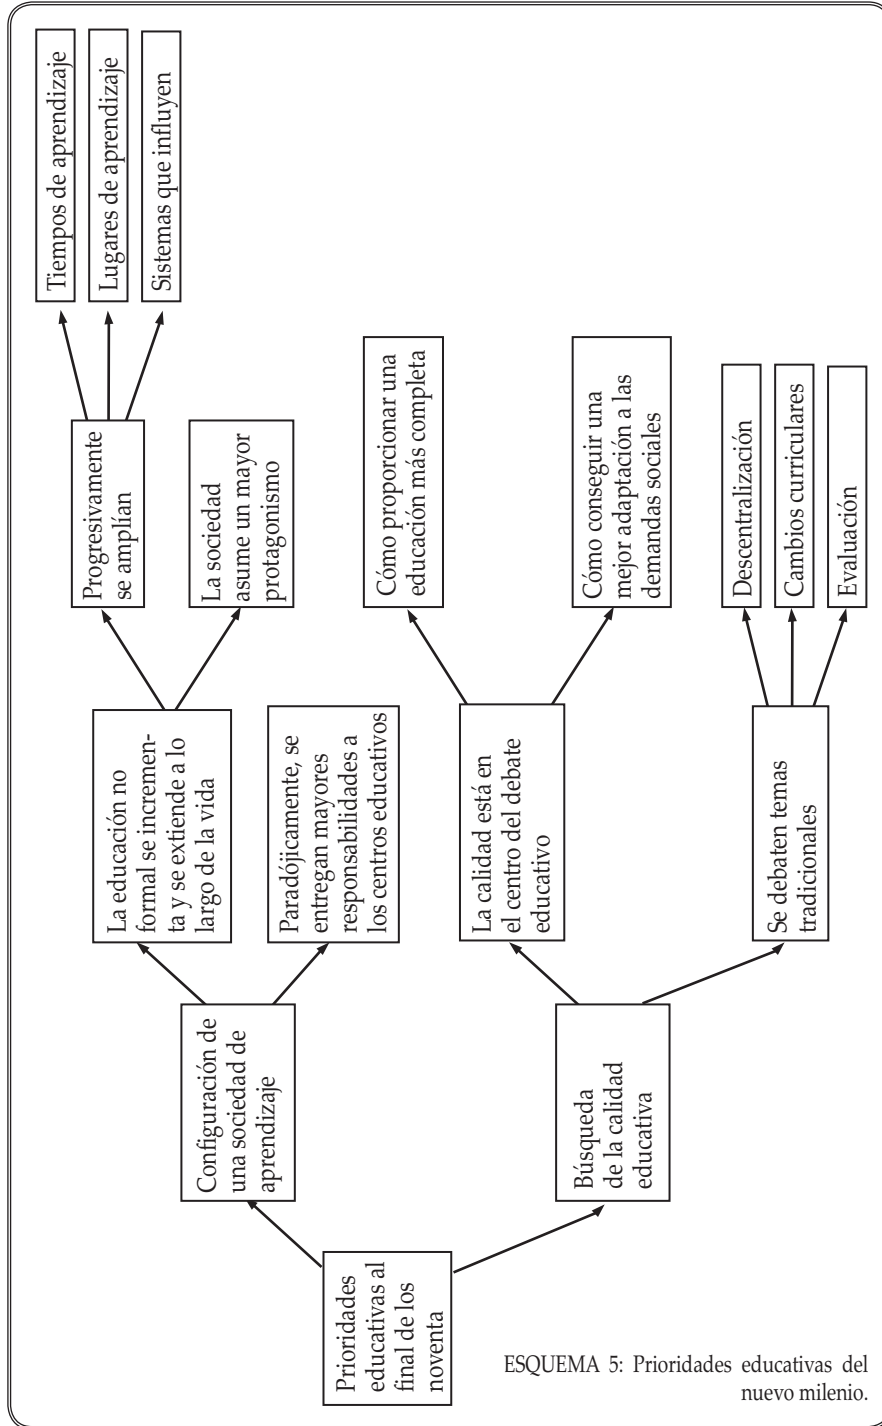 Prioridades
educativas al
final de los
noventa
Configuración de
una sociedad de
aprendizaje
La educación no
formal se incremen-
ta y se extiende a lo
largo de la vida
Progresivamente
se amplían
Tiempos de aprendizaje
Lugares de aprendizaje
Sistemas que influyen
La sociedad
asume un mayor
protagonismo
Paradójicamente, se
entregan mayores
responsabilidades a
los centros educativos
Búsqueda
de la calidad
educativa
La calidad está en
el centro del debate
educativo
Cómo proporcionar una
educación más completa
Cómo conseguir una
mejor adaptación a las
demandas sociales
Se debaten temas
tradicionales
Descentralización
Cambios curriculares
Evaluación
ESQUEMA 5: Prioridades educativas del
nuevo milenio.